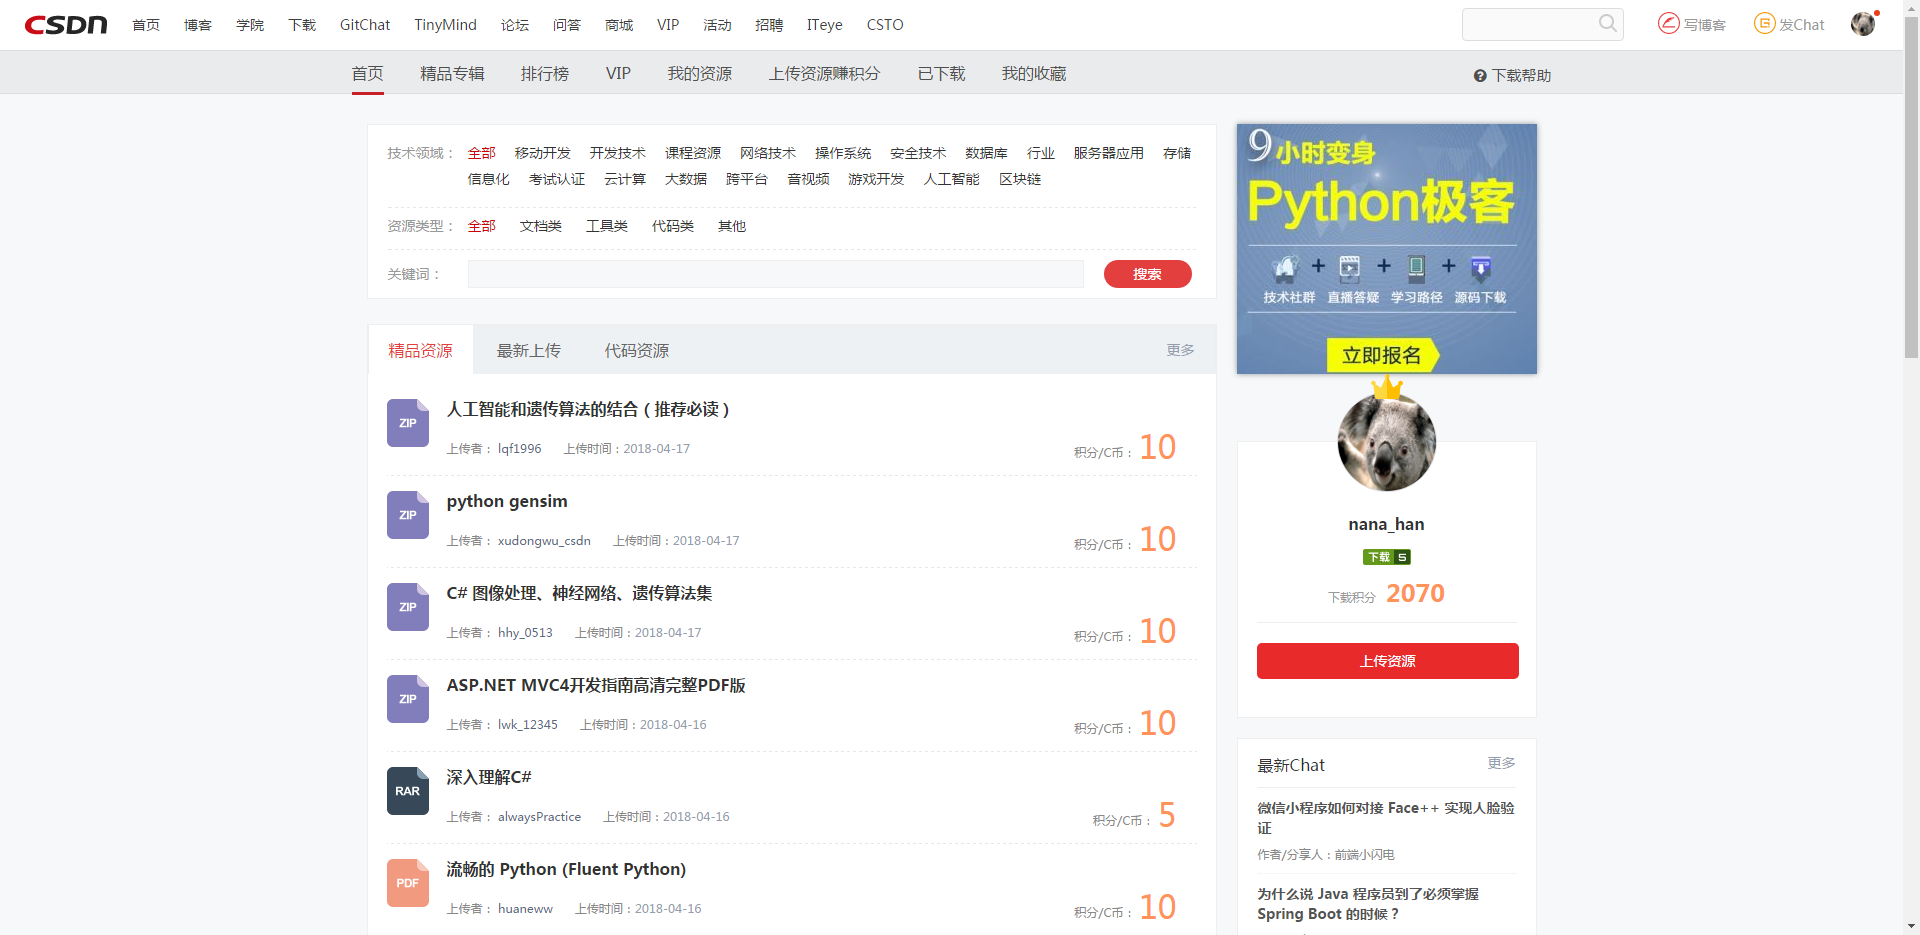 CSDN 首页 博客 学院 下载 GitChat TinyMind 论坛 问答 商城 VIP 活动 招聘 ITeye CSTO 写博客 发Chat
首页 精品专辑 排行榜 VIP 我的资源 上传资源赚积分 已下载 我的收藏 下载帮助
技术领域： 全部 移动开发 开发技术 课程资源 网络技术 操作系统 安全技术 数据库 行业 服务器应用 存储
信息化 考试认证 云计算 大数据 跨平台 音视频 游戏开发 人工智能 区块链
资源类型： 全部 文档类 工具类 代码类 其他
关键词： 搜索
精品资源 最新上传 代码资源 更多
ZIP 人工智能和遗传算法的结合（推荐必读）
上传者： lqf1996 上传时间：2018-04-17 积分/C币： 10
ZIP python gensim
上传者： xudongwu_csdn 上传时间：2018-04-17 积分/C币： 10
ZIP C# 图像处理、神经网络、遗传算法集
上传者： hhy_0513 上传时间：2018-04-17 积分/C币： 10
ZIP ASP.NET MVC4开发指南高清完整PDF版
上传者： lwk_12345 上传时间：2018-04-16 积分/C币： 10
RAR 深入理解C#
上传者： alwaysPractice 上传时间：2018-04-16 积分/C币： 5
PDF 流畅的 Python (Fluent Python)
上传者： huaneww 上传时间：2018-04-16 积分/C币： 10
9小时变身
Python极客
技术社群 + 直播答疑 + 学习路径 + 源码下载
立即报名
nana_han
下载 5
下载积分 2070
上传资源
最新Chat 更多
微信小程序如何对接 Face++ 实现人脸验
证
作者/分享人：前端小闪电
为什么说 Java 程序员到了必须掌握
Spring Boot 的时候？